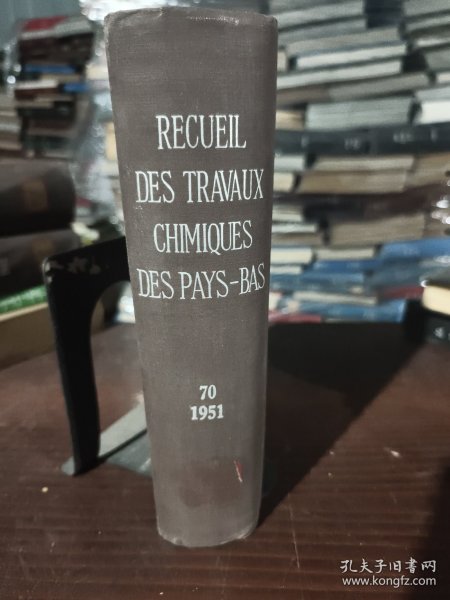 RECUEIL
DES TRAVAUX
CHIMIQUES
DES PAYS-BAS
70
1951
孔夫子旧书网
www.kongfz.com